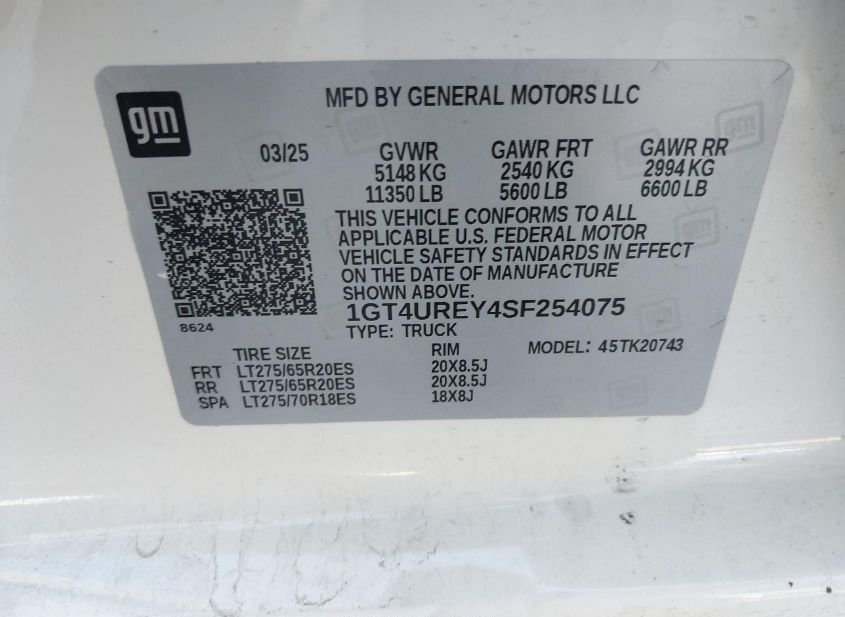 gm
MFD BY GENERAL MOTORS LLC
03/25 GVWR GAWR FRT GAWR RR
5148 KG 2540 KG 2994 KG
11350 LB 5600 LB 6600 LB
THIS VEHICLE CONFORMS TO ALL
APPLICABLE U.S. FEDERAL MOTOR
VEHICLE SAFETY STANDARDS IN EFFECT
ON THE DATE OF MANUFACTURE
SHOWN ABOVE.
1GT4UREY4SF254075
8624
TYPE: TRUCK
TIRE SIZE RIM MODEL: 45TK20743
FRT LT275/65R20ES 20X8.5J
RR LT275/65R20ES 20X8.5J
SPA LT275/70R18ES 18X8J